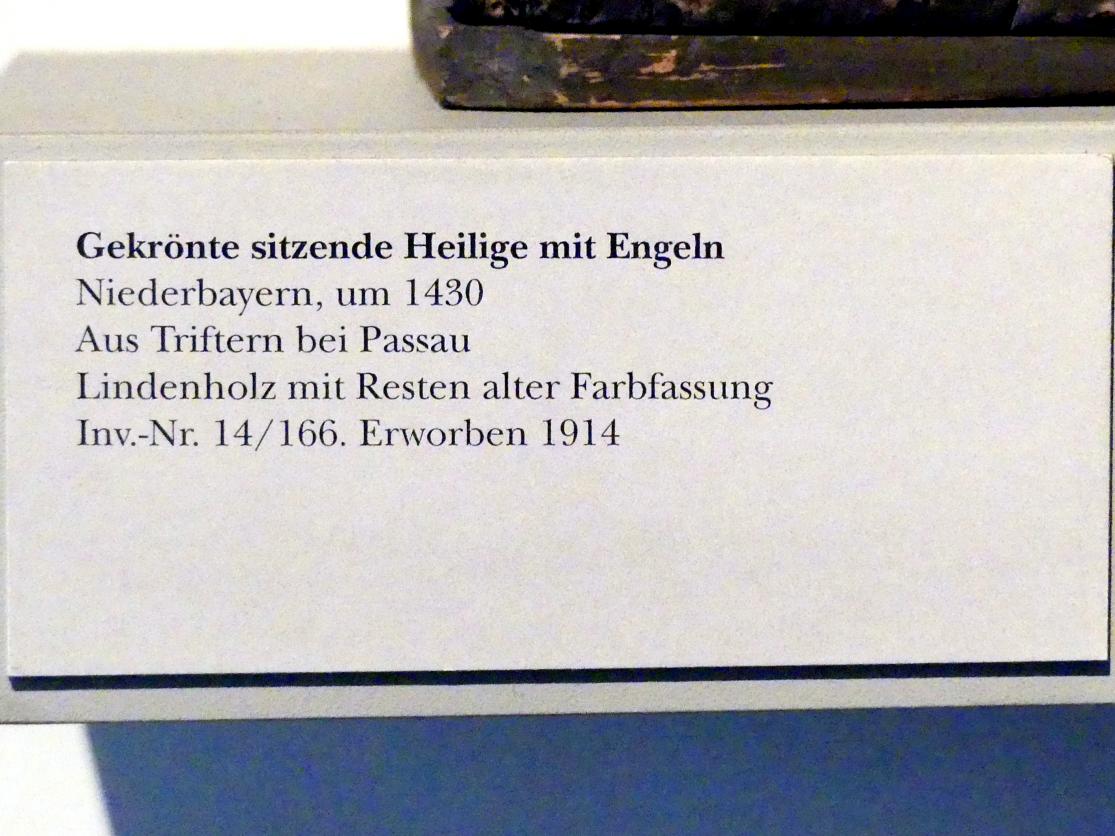 Gekrönte sitzende Heilige mit Engeln
Niederbayern, um 1430
Aus Triftern bei Passau
Lindenholz mit Resten alter Farbfassung
Inv.-Nr. 14/166. Erworben 1914